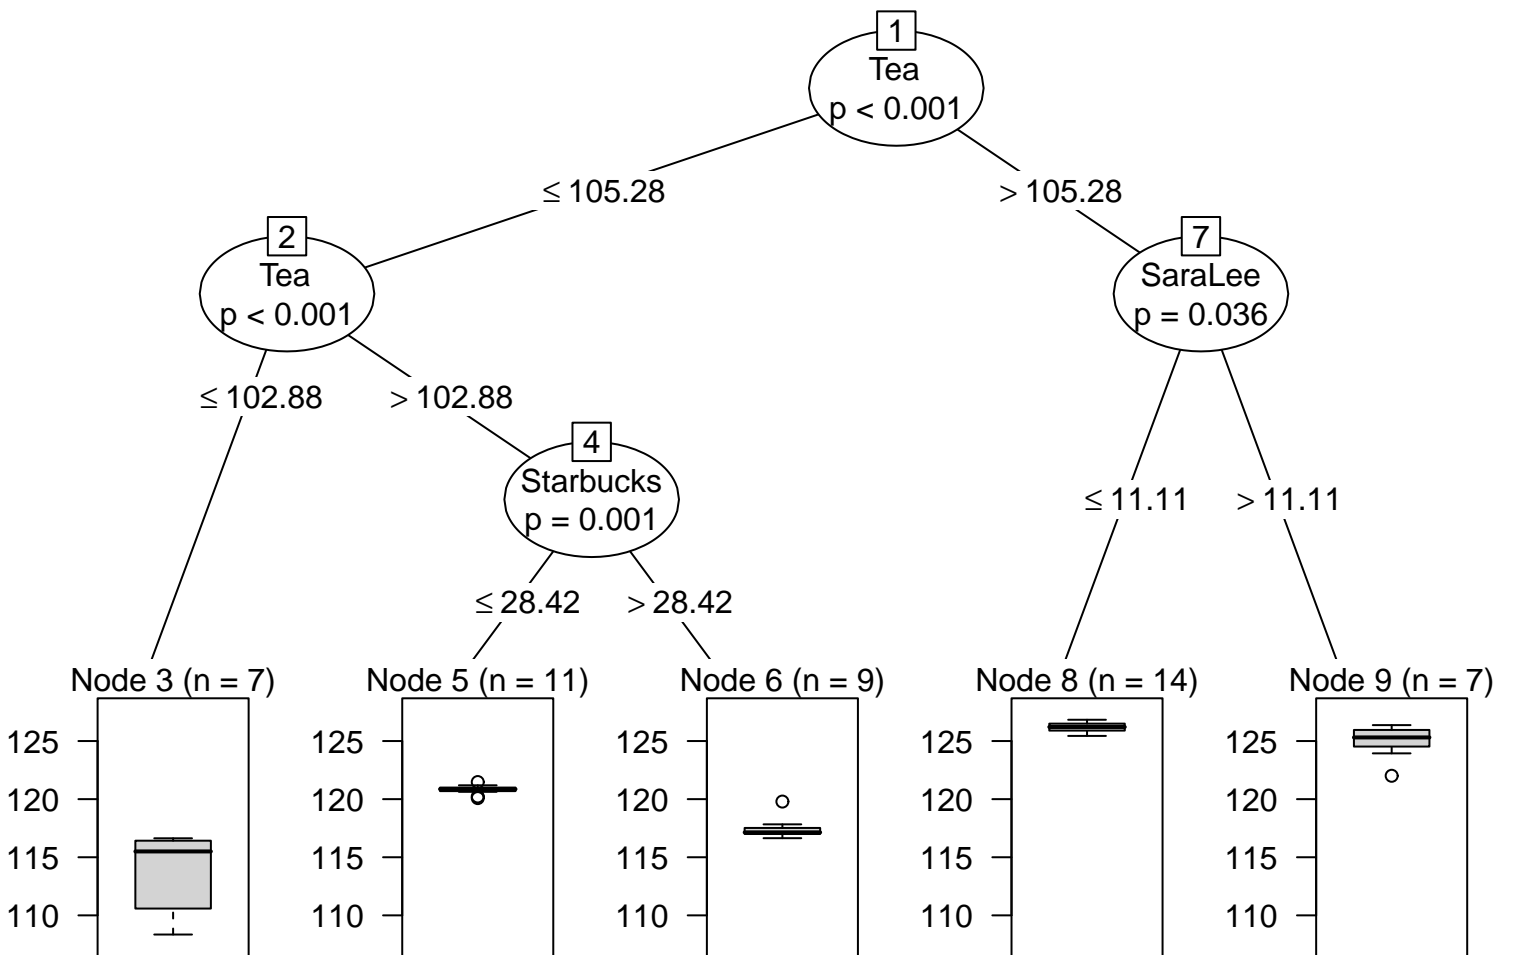 1
Tea
p < 0.001
≤ 105.28
> 105.28
2
Tea
p < 0.001
7
SaraLee
p = 0.036
≤ 102.88
> 102.88
4
Starbucks
p = 0.001
≤ 11.11
> 11.11
≤ 28.42
> 28.42
Node 3 (n = 7)
125
120
115
110
Node 5 (n = 11)
125
120
115
110
Node 6 (n = 9)
125
120
115
110
Node 8 (n = 14)
125
120
115
110
Node 9 (n = 7)
125
120
115
110